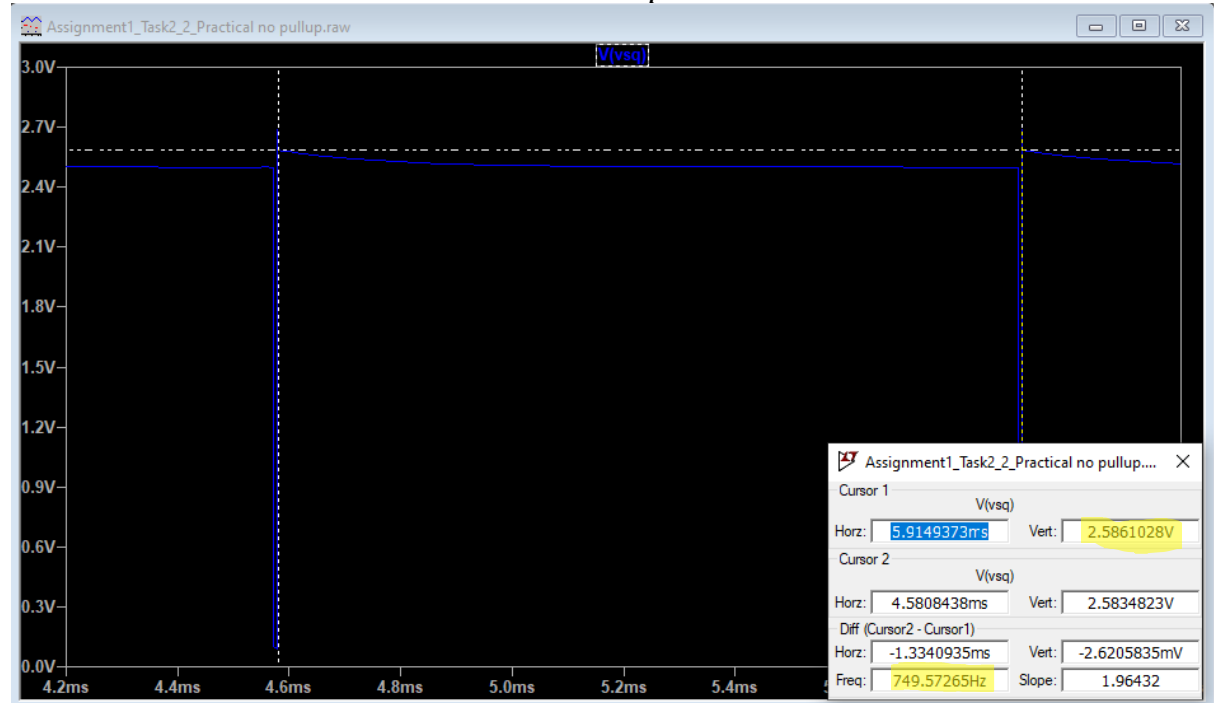 Assignment1_Task2_2_Practical no pullup.raw
V(vsq)
3.0V
2.7V
2.4V
2.1V
1.8V
1.5V
1.2V
0.9V
0.6V
0.3V
0.0V
4.2ms 4.4ms 4.6ms 4.8ms 5.0ms 5.2ms 5.4ms
Assignment1_Task2_2_Practical no pullup....
Cursor 1
V(vsq)
Horz: 5.9149373ms Vert: 2.5861028V
Cursor 2
V(vsq)
Horz: 4.5808438ms Vert: 2.5834823V
Diff (Cursor2 - Cursor1)
Horz: -1.3340935ms Vert: -2.6205835mV
Freq: 749.57265Hz Slope: 1.96432